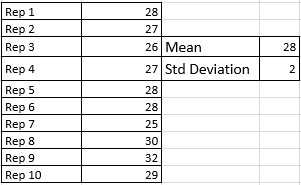 Rep 1 28
Rep 2 27
Rep 3 26 Mean 28
Rep 4 27 Std Deviation 2
Rep 5 28
Rep 6 28
Rep 7 25
Rep 8 30
Rep 9 32
Rep 10 29